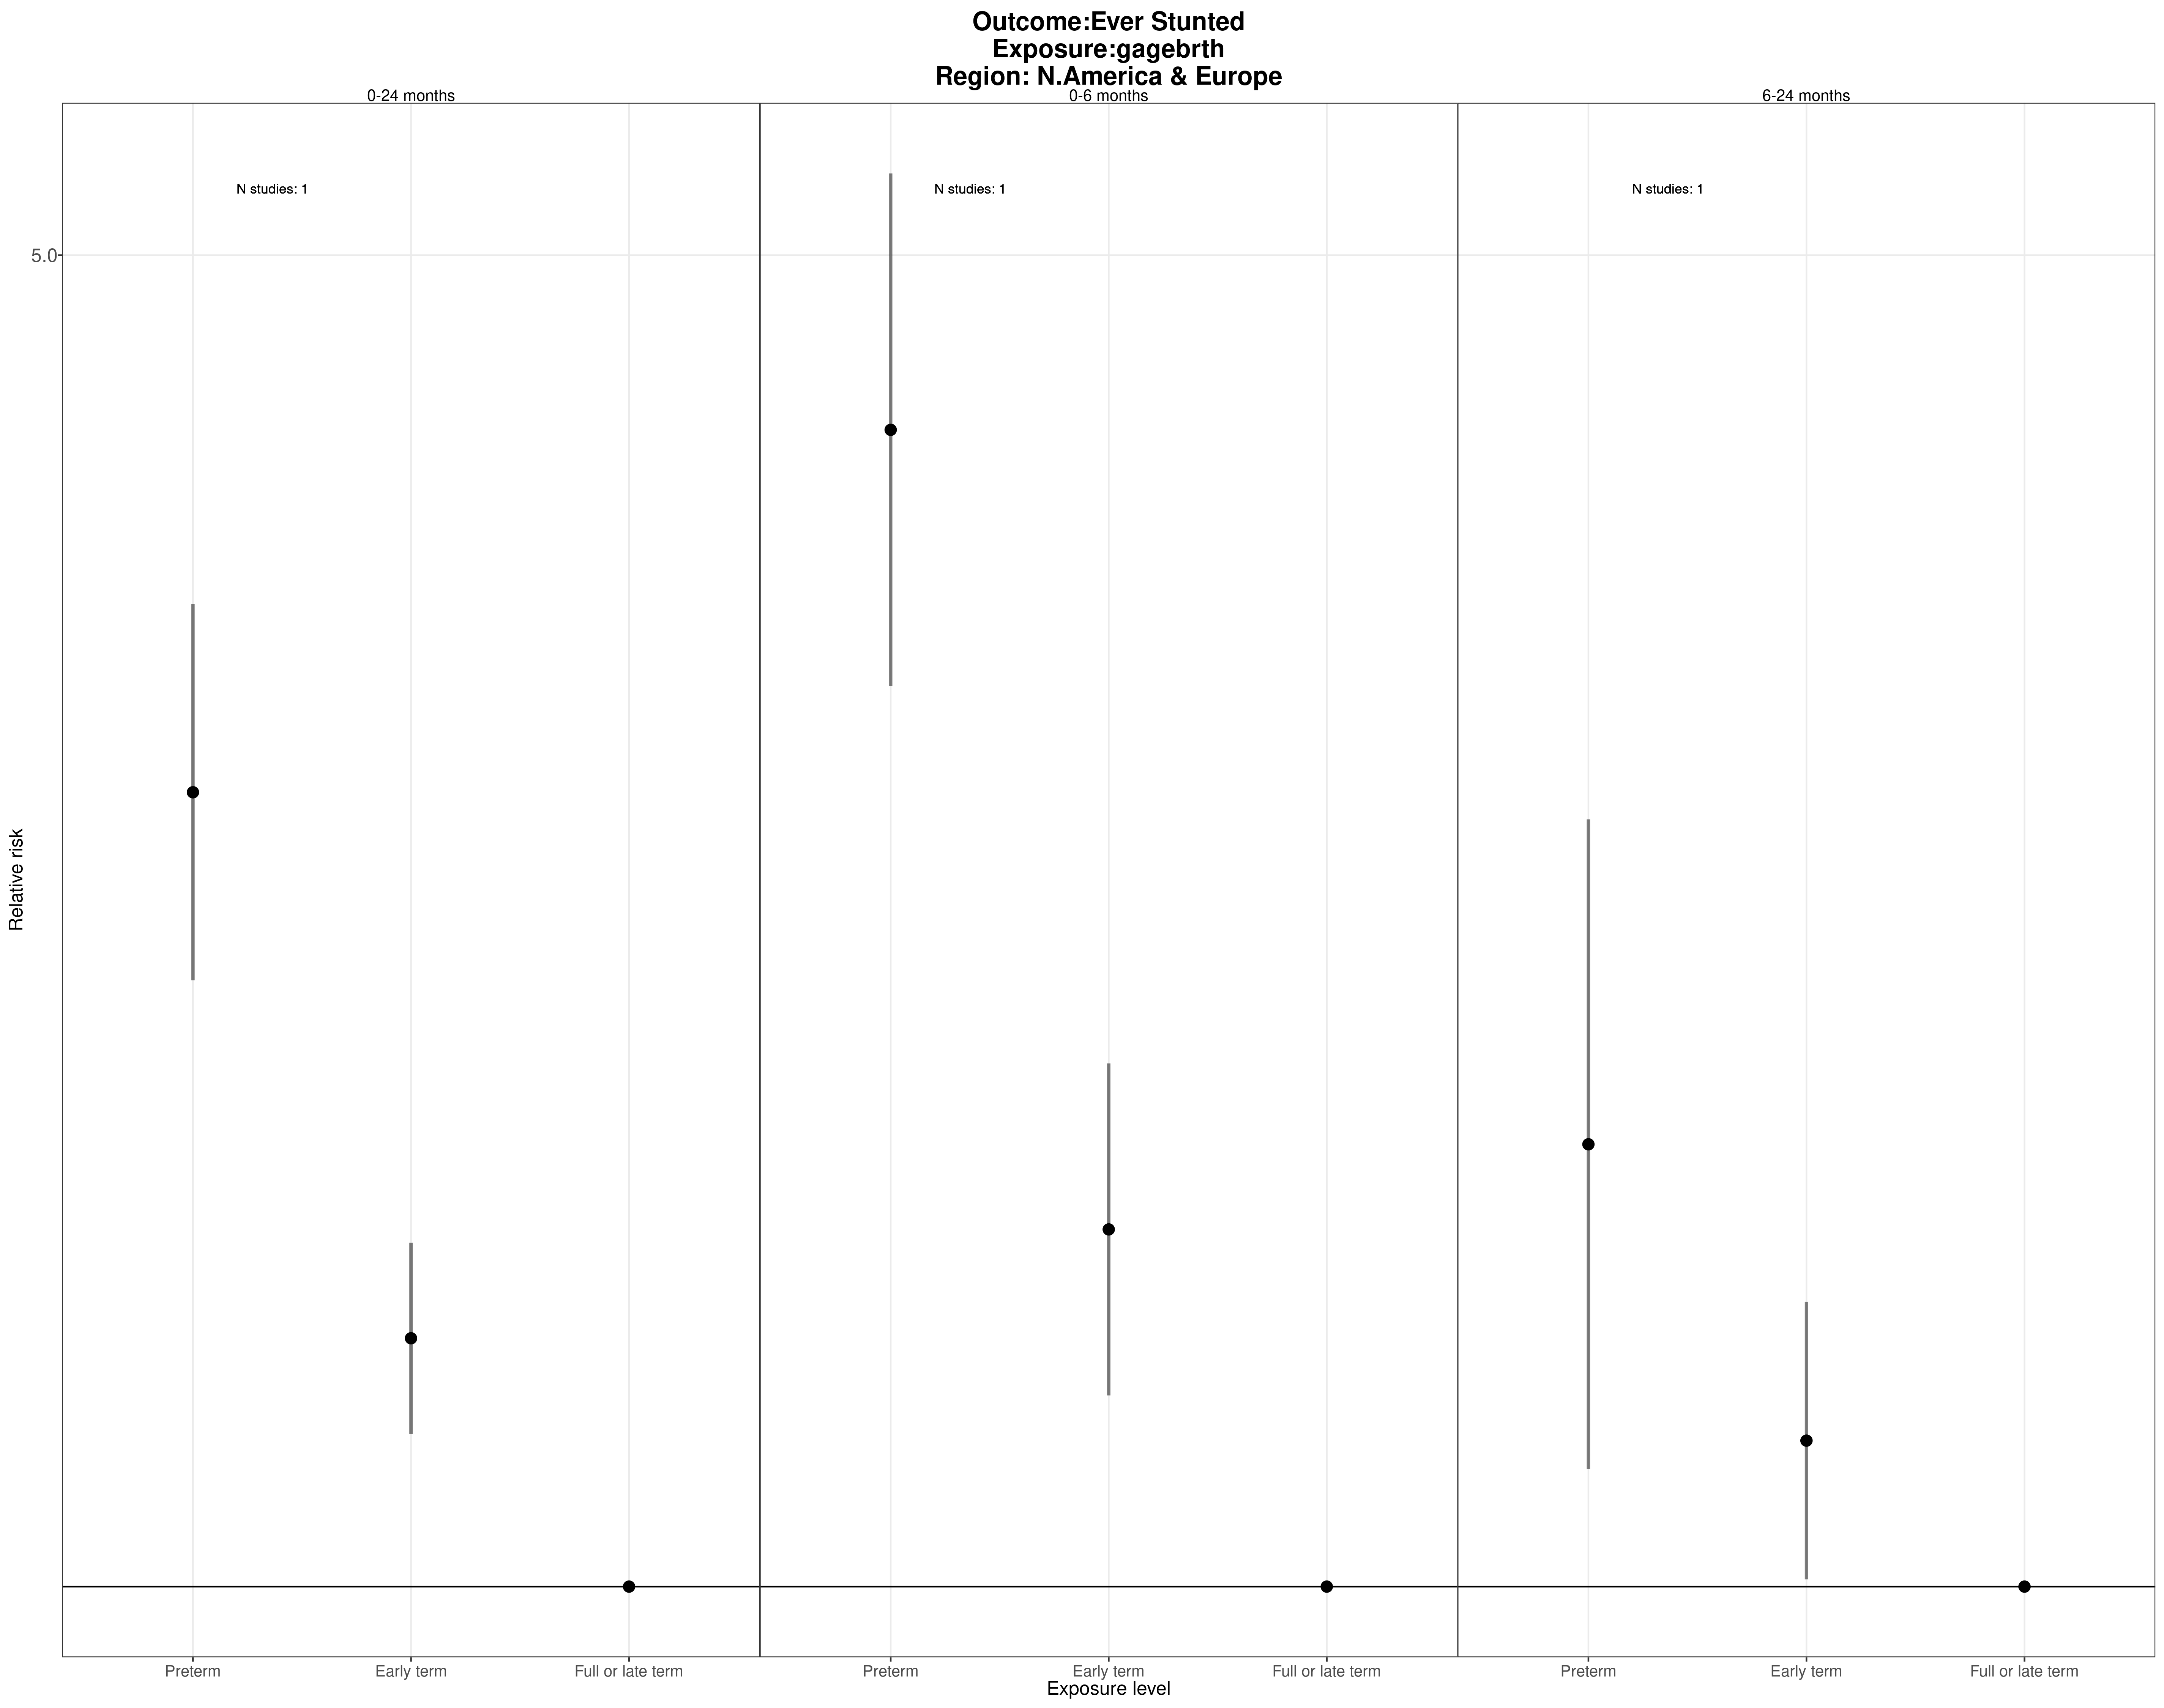 Outcome:Ever Stunted
Exposure:gagebrth
Region: N.America & Europe
0-24 months
0-6 months
6-24 months
N studies: 1
N studies: 1
N studies: 1
5.0
Relative risk
Preterm
Early term
Full or late term
Preterm
Early term
Full or late term
Preterm
Early term
Full or late term
Exposure level